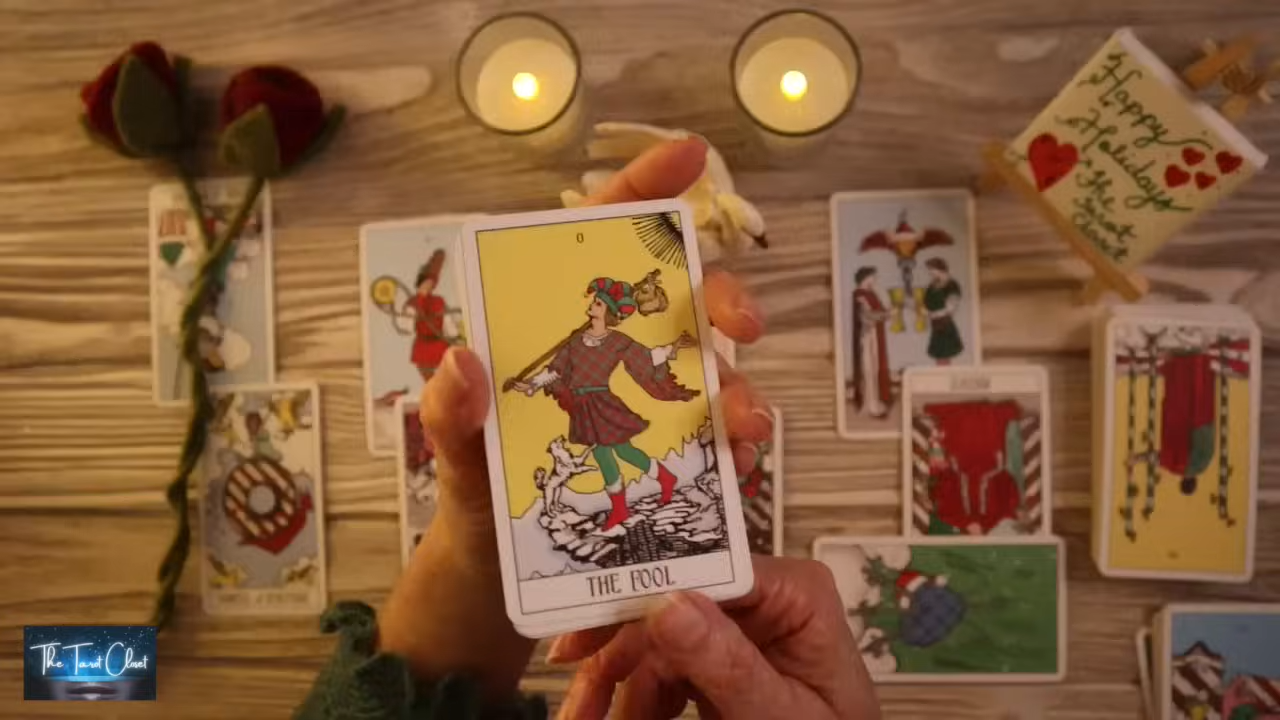 Happy
Holidays
The
Tarot
Closet
0
THE FOOL
The Tarot Closet